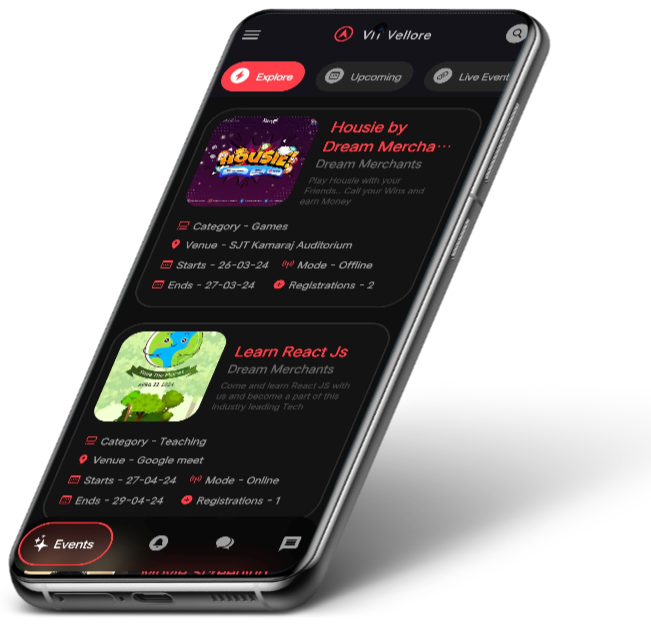 VIT Vellore
Explore
Upcoming
Live Event
HOUSIE!
Housie by
Dream Mercha...
Dream Merchants
Play Housie with your
Friends.. Call your Wins and
earn Money
Category - Games
Venue - SJT Kamaraj Auditorium
Starts - 26-03-24
Mode - Offline
Ends - 27-03-24
Registrations - 2
APRIL 22 2024
Learn React Js
Dream Merchants
Come and learn React JS with
us and become a part of this
industry leading Tech
Category - Teaching
Venue - Google meet
Starts - 27-04-24
Mode - Online
Ends - 29-04-24
Registrations - 1
Events